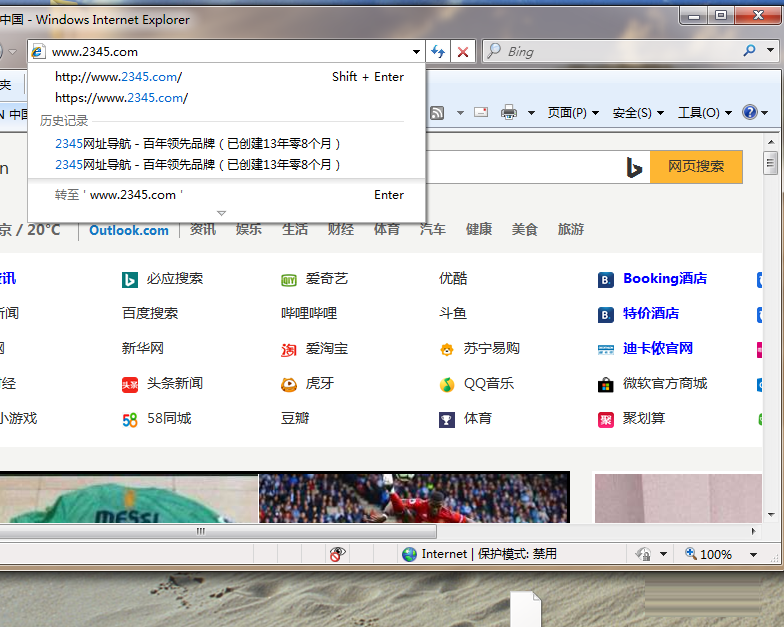 中国 - Windows Internet Explorer
www.2345.com
Bing
http://www.2345.com/ Shift + Enter
https://www.2345.com/
历史记录
2345网址导航 - 百年领先品牌（已创建13年零8个月）
2345网址导航 - 百年领先品牌（已创建13年零8个月）
转至 ' www.2345.com ' Enter
夹
N 中国
页面(P) 安全(S) 工具(O)
n
网页搜索
京 / 20°C Outlook.com 资讯 娱乐 生活 财经 体育 汽车 健康 美食 旅游
资讯 必应搜索 QIY 爱奇艺 优酷 B. Booking酒店
新闻 百度搜索 哔哩哔哩 斗鱼 B. 特价酒店
网 新华网 淘 爱淘宝 苏宁易购 迪卡侬官网
经 头条 头条新闻 虎牙 QQ音乐 微软官方商城
小游戏 58 58同城 豆瓣 体育 聚 聚划算
MESSI
Internet | 保护模式: 禁用 100%